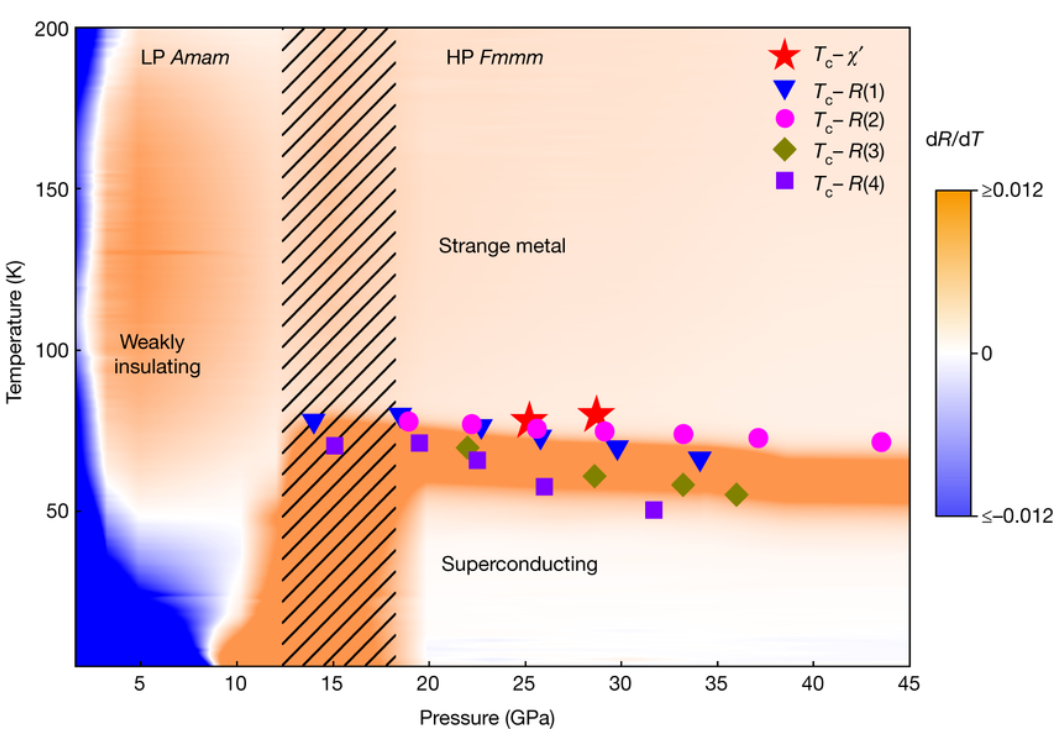 200
150
100
50
Temperature (K)
LP Amam
HP Fmmm
Tc– χ′
Tc– R(1)
Tc– R(2)
Tc– R(3)
Tc– R(4)
Strange metal
Weakly
insulating
Superconducting
5
10
15
20
25
30
35
40
45
Pressure (GPa)
dR/dT
≥0.012
0
≤–0.012